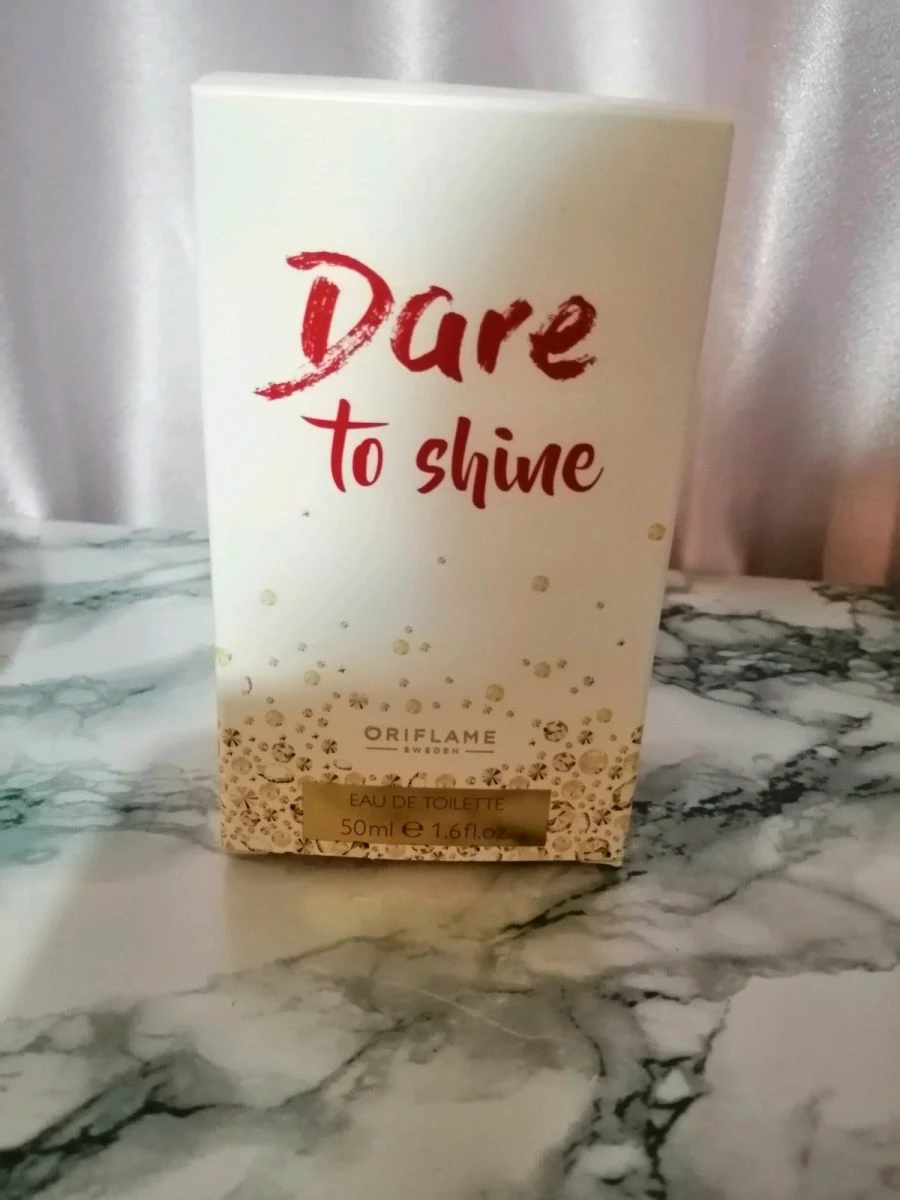 Dare
to shine
ORIFLAME
SWEDEN
EAU DE TOILETTE
50ml ℮ 1.6fl.oz.